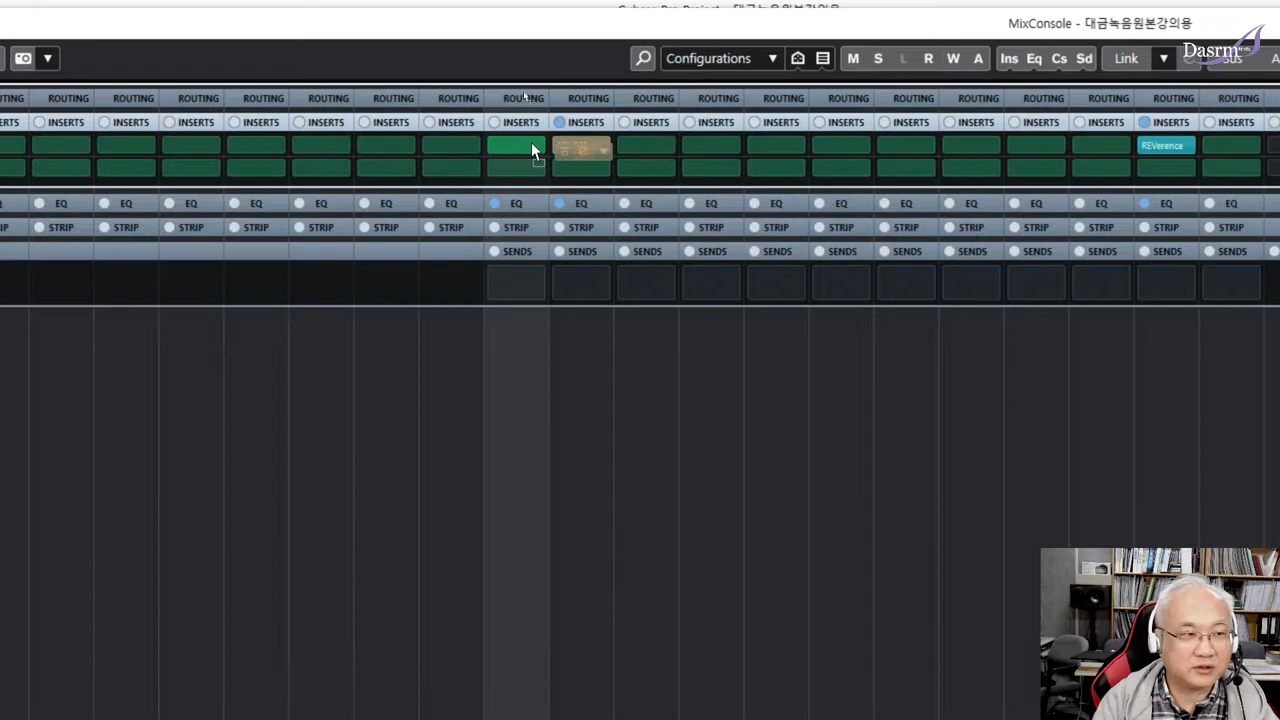 MixConsole - 대금녹음원본강의용
Configurations M S L R W A Ins Eq Cs Sd Link
Dasrm
ROUTING ROUTING ROUTING ROUTING ROUTING ROUTING ROUTING ROUTING ROUTING ROUTING ROUTING ROUTING ROUTING ROUTING ROUTING ROUTING ROUTING ROUTING ROUTING
INSERTS INSERTS INSERTS INSERTS INSERTS INSERTS INSERTS INSERTS INSERTS INSERTS INSERTS INSERTS INSERTS INSERTS INSERTS INSERTS INSERTS INSERTS INSERTS
REVerence
EQ EQ EQ EQ EQ EQ EQ EQ EQ EQ EQ EQ EQ EQ EQ EQ EQ EQ EQ
STRIP STRIP STRIP STRIP STRIP STRIP STRIP STRIP STRIP STRIP STRIP STRIP STRIP STRIP STRIP STRIP STRIP STRIP STRIP
SENDS SENDS SENDS SENDS SENDS SENDS SENDS SENDS SENDS SENDS SENDS SENDS